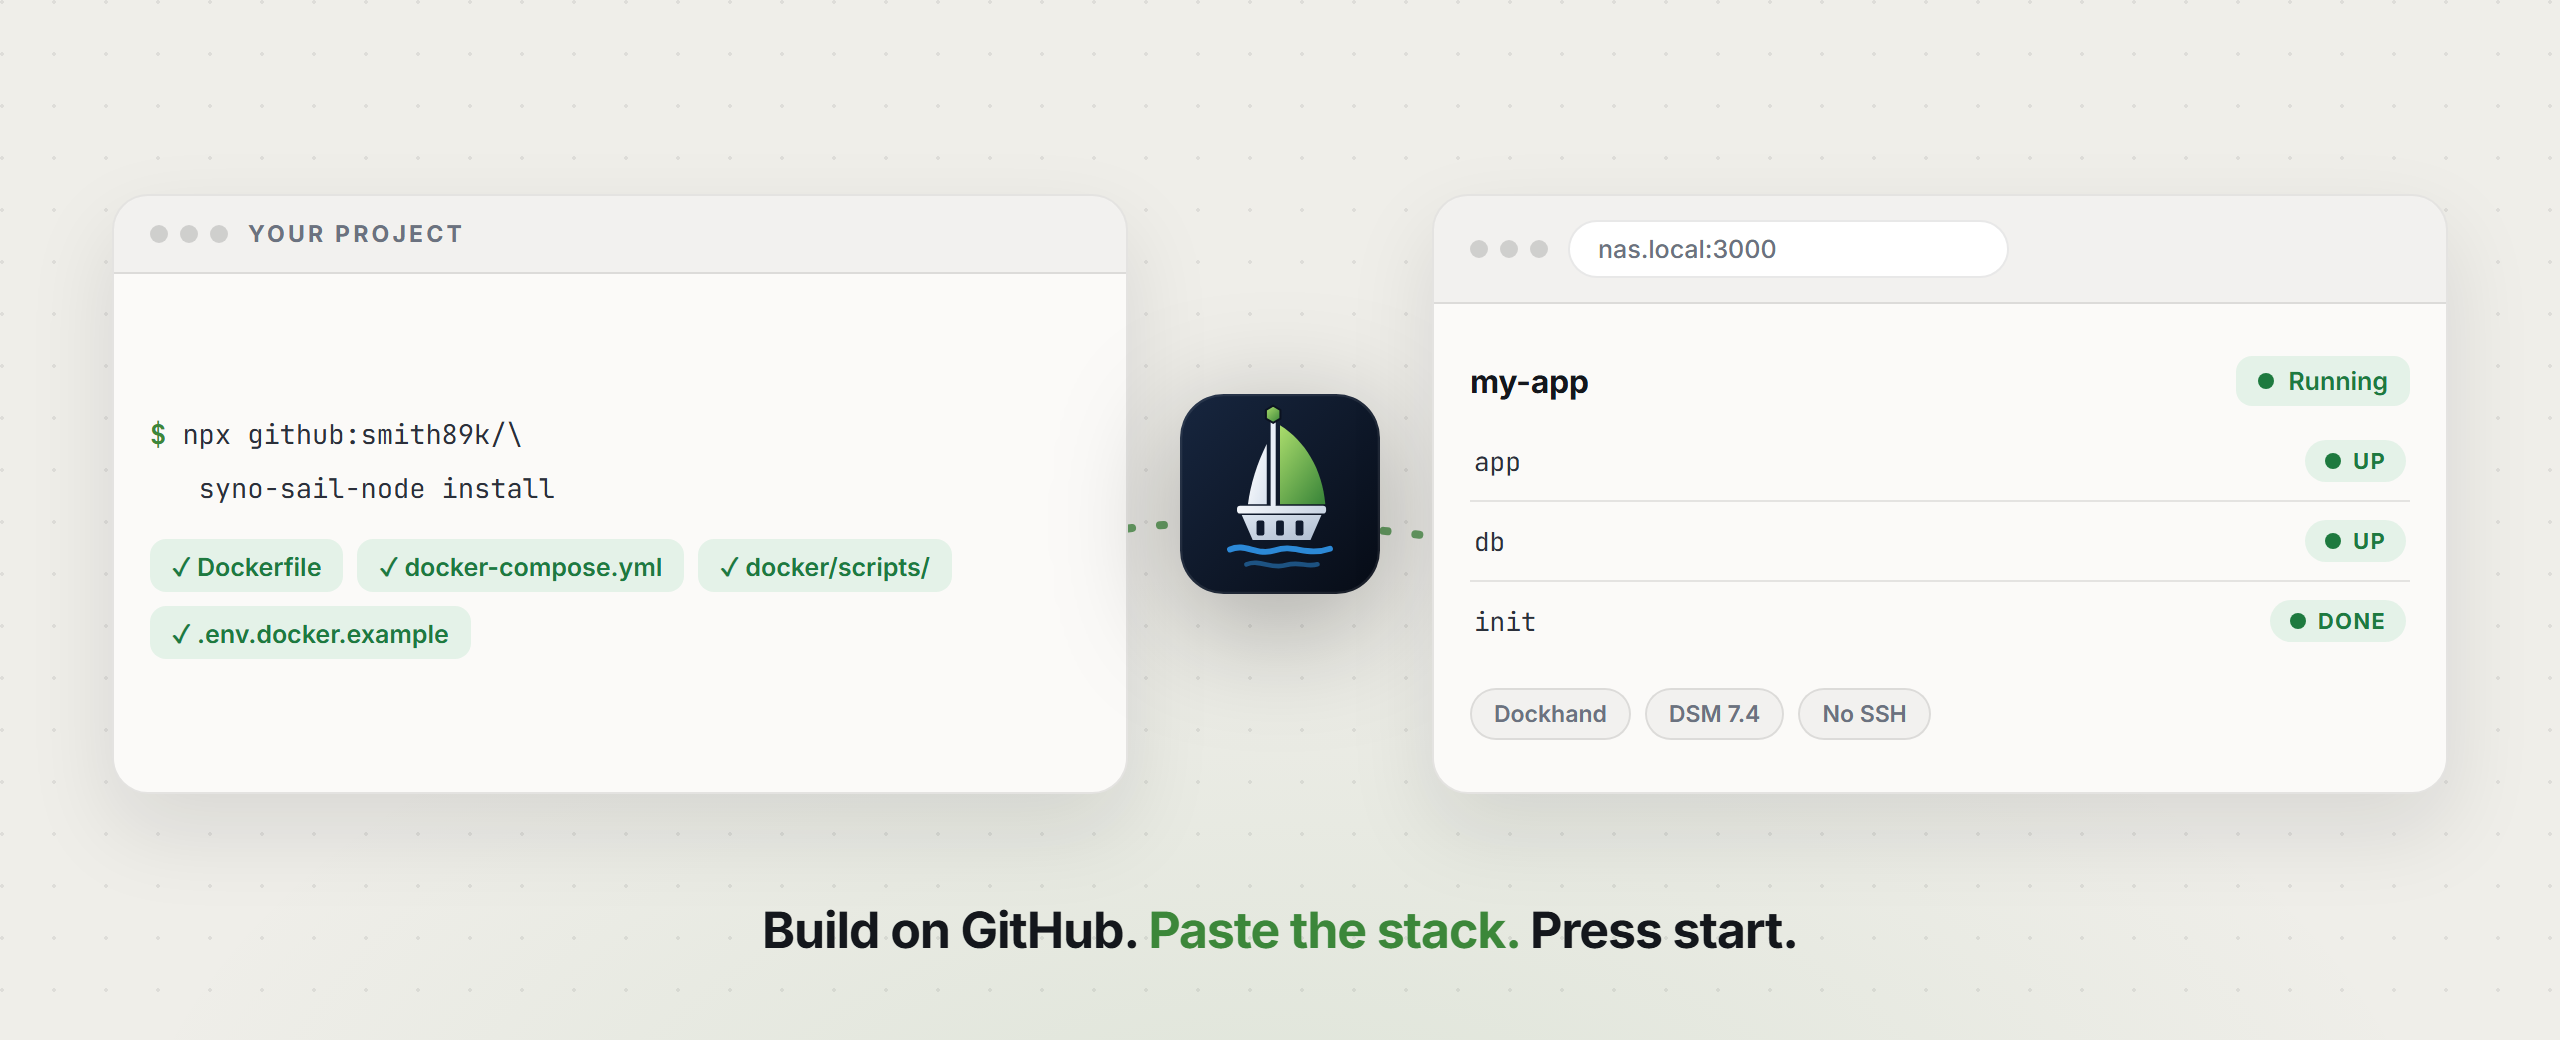 YOUR PROJECT
$ npx github:smith89k/\
syno-sail-node install
✓ Dockerfile ✓ docker-compose.yml ✓ docker/scripts/
✓ .env.docker.example
nas.local:3000
my-app Running
app UP
db UP
init DONE
Dockhand DSM 7.4 No SSH
Build on GitHub. Paste the stack. Press start.